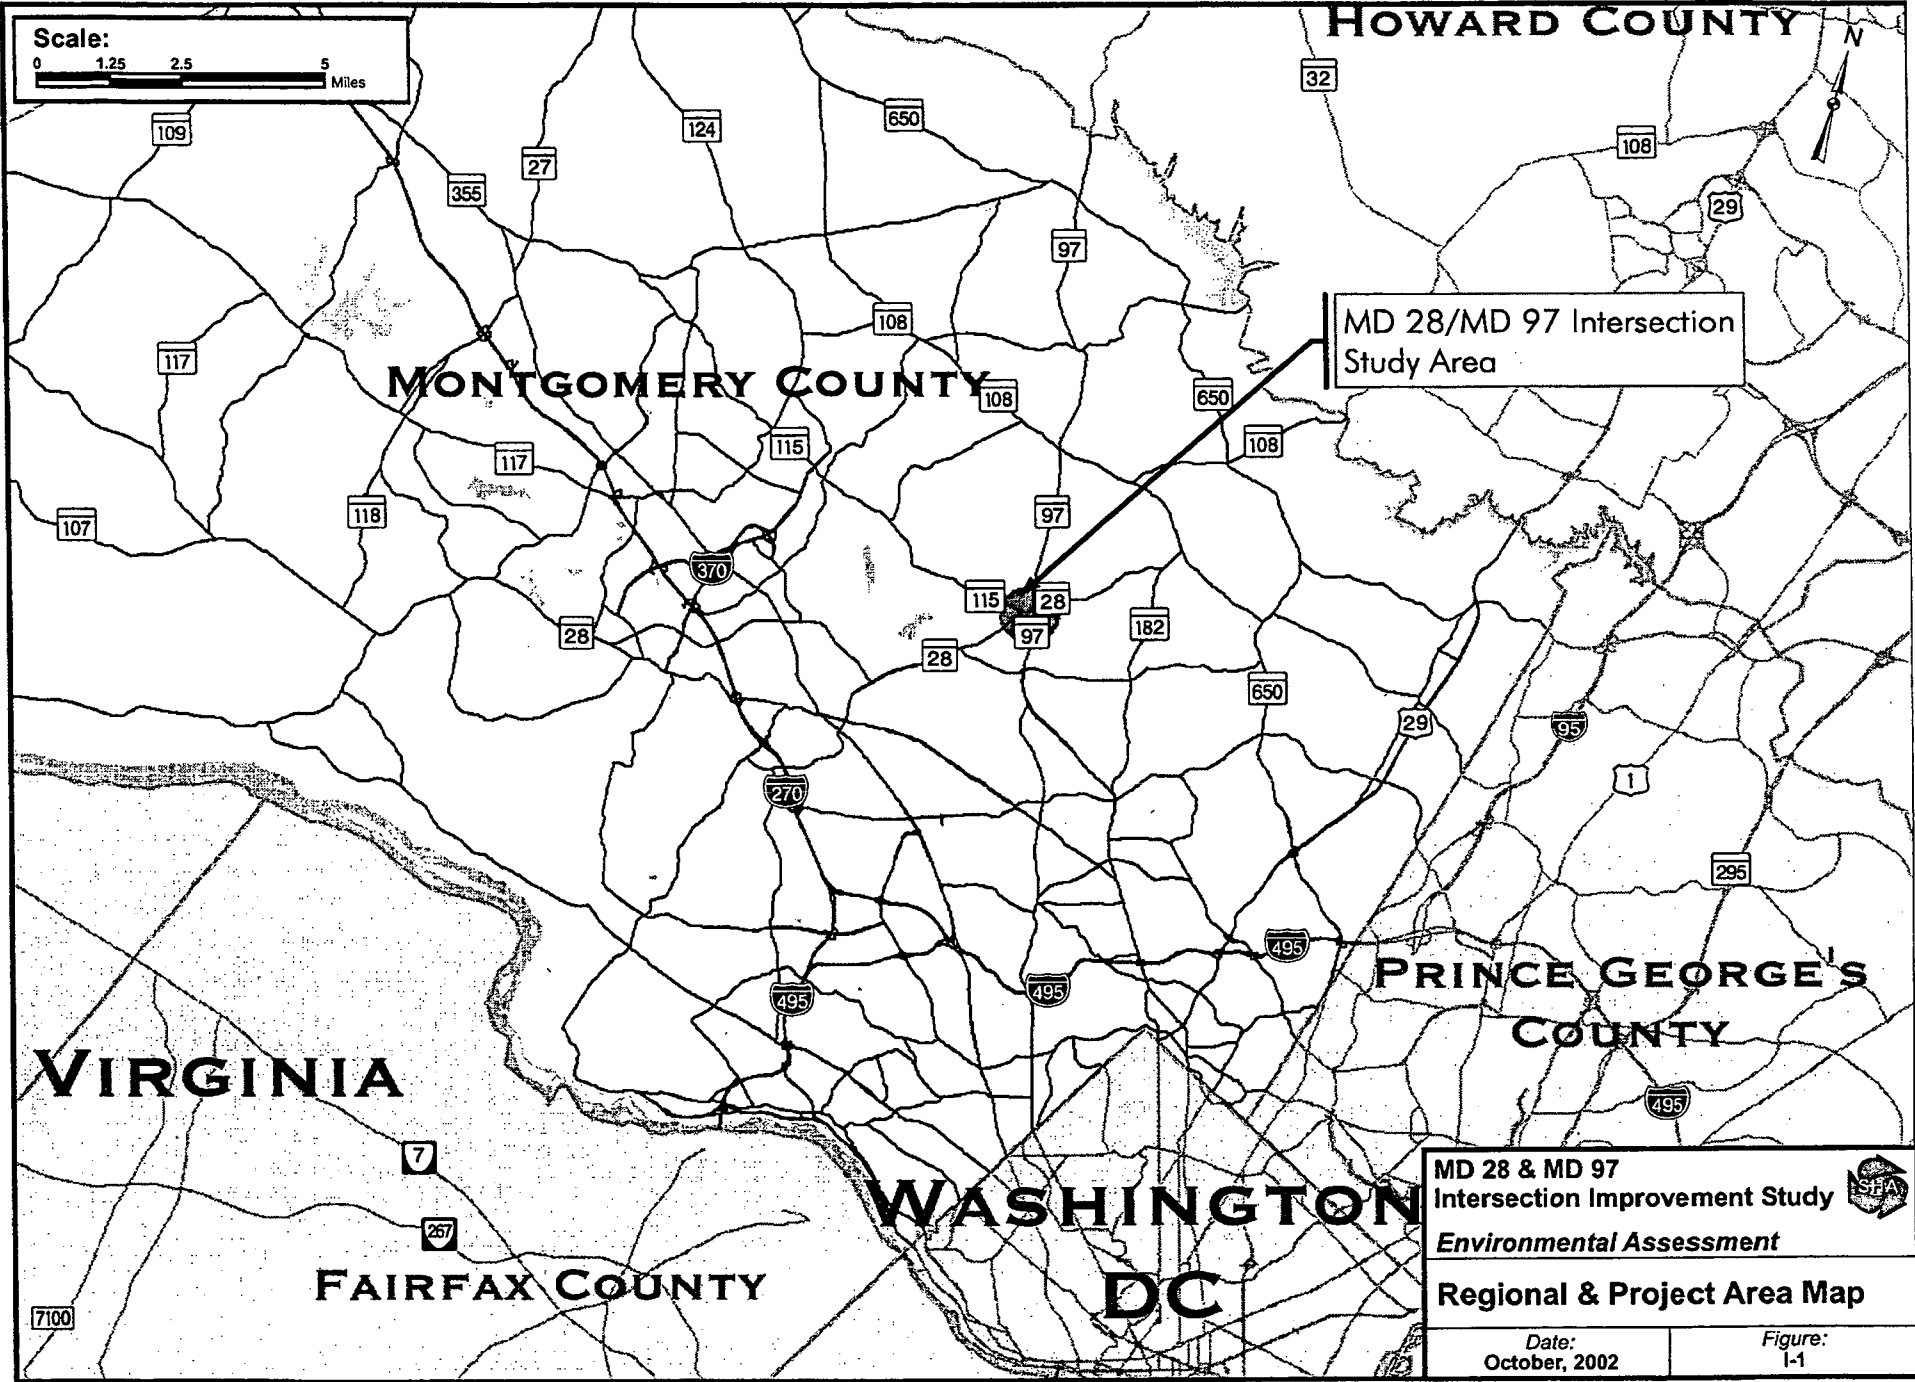 HOWARD COUNTY
N
Scale:
0 1.25 2.5 5
Miles
32
109
124
650
108
27
355
29
97
108
MD 28/MD 97 Intersection
Study Area
117
MONTGOMERY COUNTY
108
650
115
108
117
107
118
97
370
115
28
28
97
182
28
650
29
95
270
1
295
495
495
495
PRINCE GEORGE'S
COUNTY
VIRGINIA
495
7
267
WASHINGTON
DC
FAIRFAX COUNTY
7100
MD 28 & MD 97
Intersection Improvement Study
SHA
Environmental Assessment
Regional & Project Area Map
Date:
October, 2002
Figure:
I-1